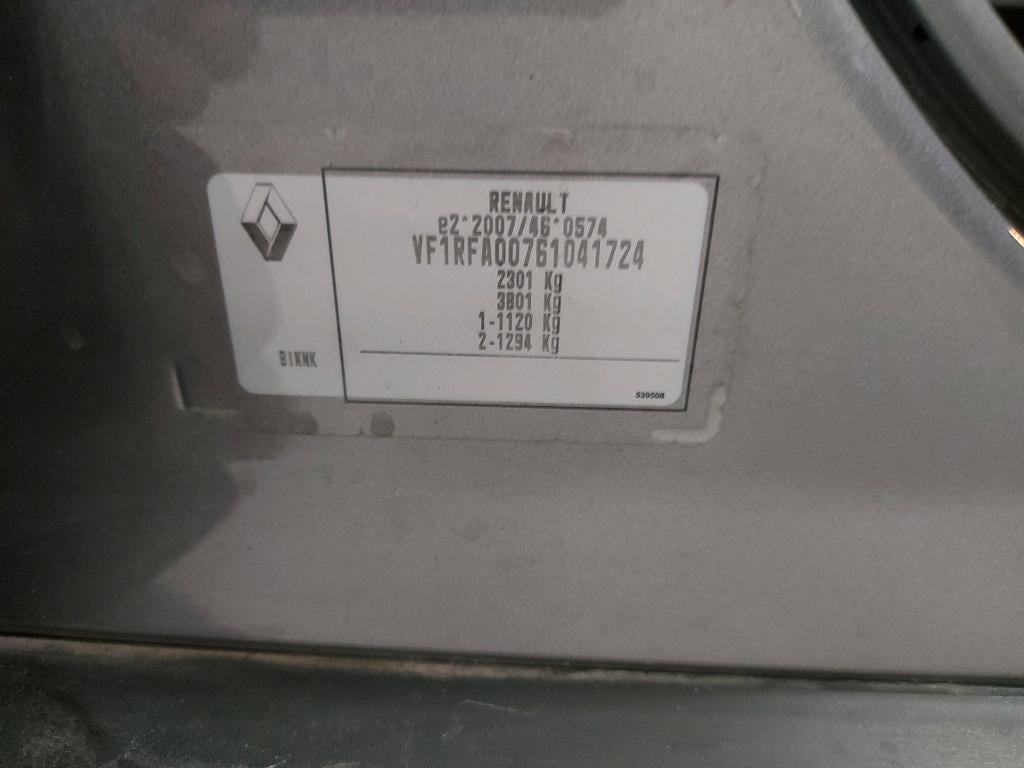 RENAULT
e2*2007/46*0574
VF1RFA00761041724
2301 Kg
3801 Kg
1-1120 Kg
2-1294 Kg
BIKNK
539508